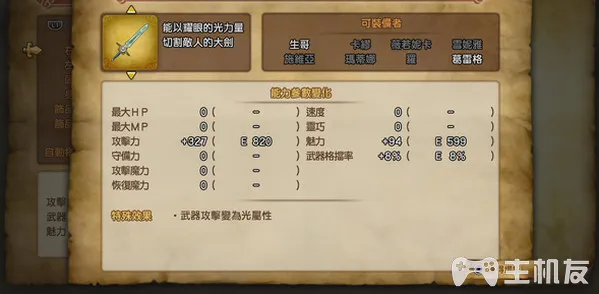 能以耀眼的光力量
切割敵人的大劍
可裝備者
生哥 卡繆 薇若妮卡 雪妮雅
施維亞 瑪蒂娜 羅 葛雷格
能力參數變化
最大HP 0( - ) 速度 0( - )
最大MP 0( - ) 靈巧 0( - )
攻擊力 +327( E 820 ) 魅力 +94( E 599 )
守備力 0( - ) 武器格擋率 +8%( E 8% )
攻擊魔力 0( - )
恢復魔力 0( - )
特殊效果 ・武器攻擊變為光屬性
自動
攻擊
武器
魅力
主机友